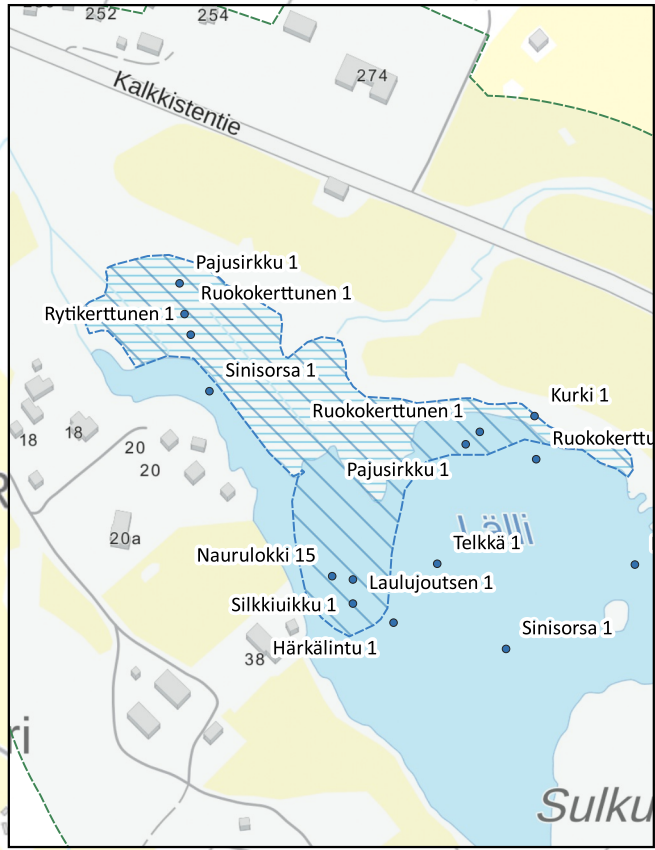 252
254
274
Kalkkistentie
Pajusirkku 1
Ruokokerttunen 1
Rytikerttunen 1
Sinisorsa 1
Kurki 1
Ruokokerttunen 1
18
18
20
20
Ruokokerttu
Pajusirkku 1
Lälli
20a
Telkkä 1
Naurulokki 15
Laulujoutsen 1
Silkkiuikku 1
Sinisorsa 1
Härkälintu 1
38
ri
Sulku